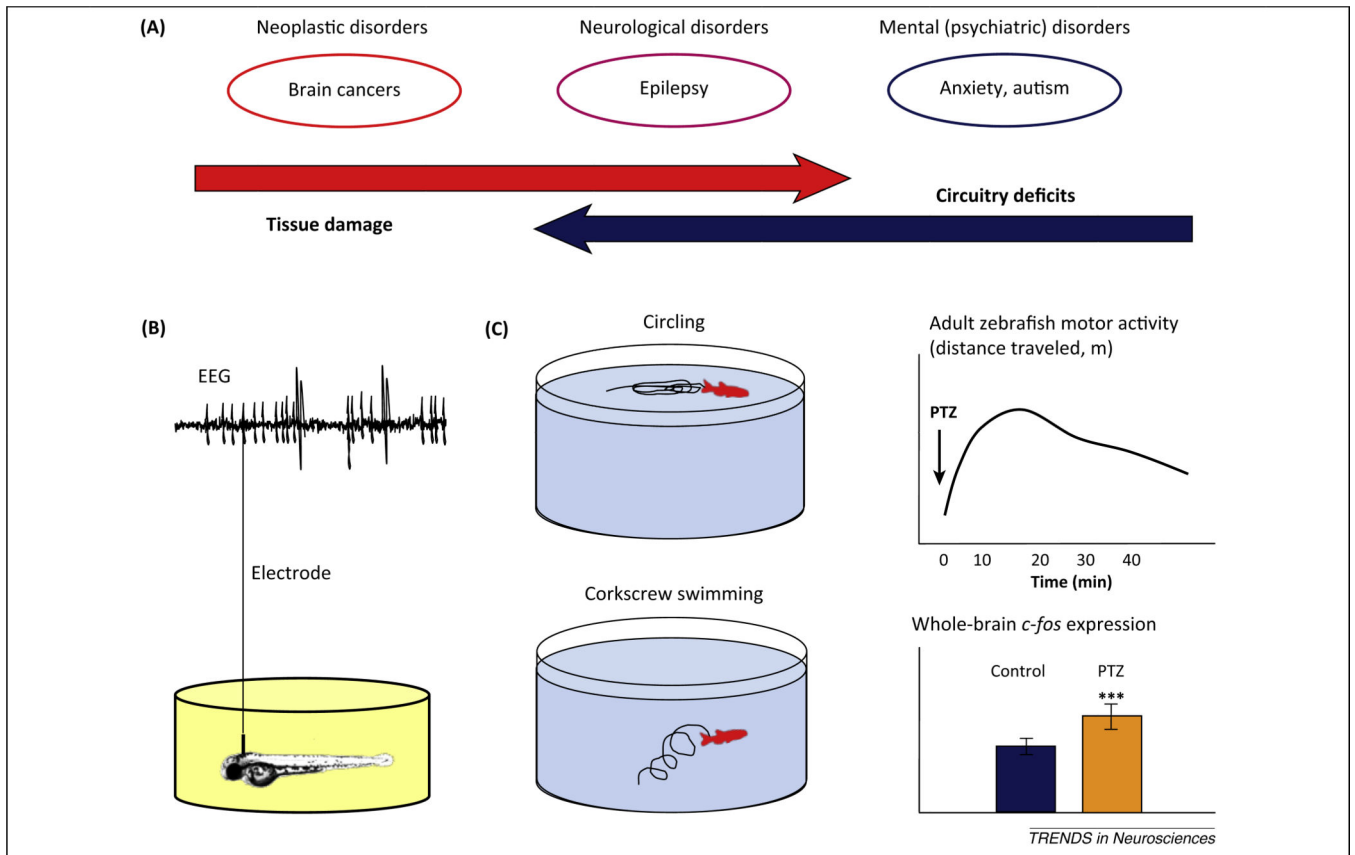 (A)
Neoplastic disorders
Neurological disorders
Mental (psychiatric) disorders
Brain cancers
Epilepsy
Anxiety, autism
Circuitry deficits
Tissue damage
(B)
EEG
Electrode
(C)
Circling
Corkscrew swimming
Adult zebrafish motor activity
(distance traveled, m)
PTZ
0 10 20 30 40
Time (min)
Whole-brain c-fos expression
Control
PTZ
***
TRENDS in Neurosciences